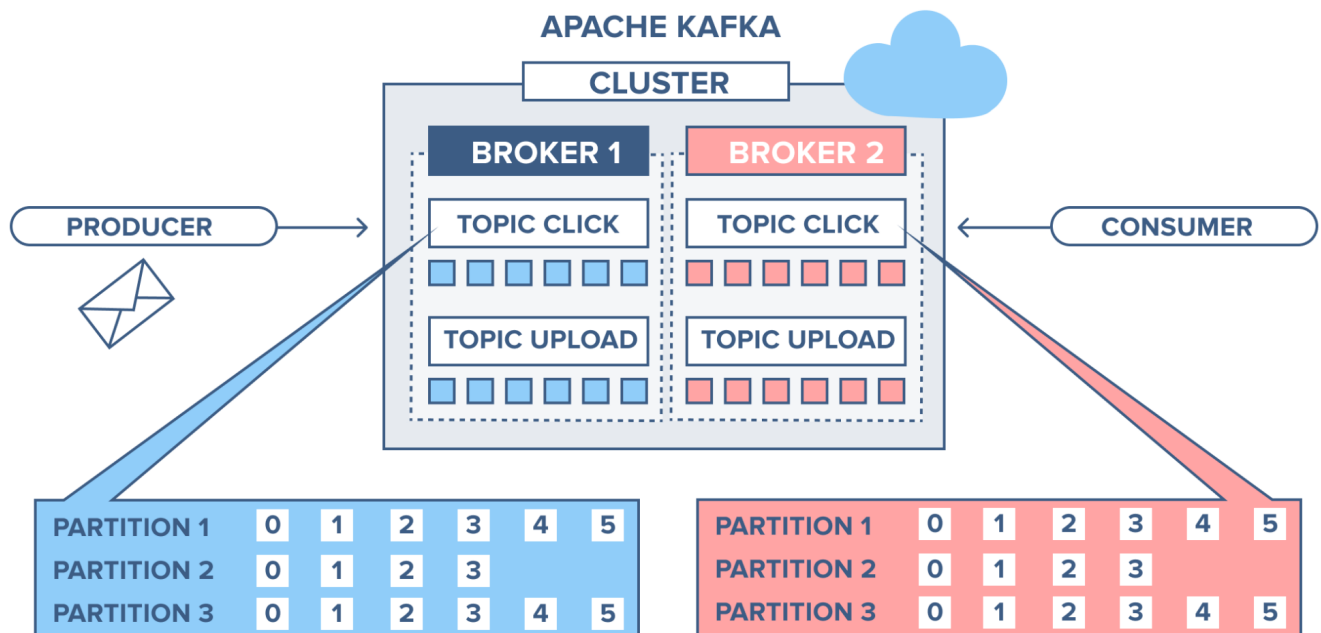 APACHE KAFKA
CLUSTER
BROKER 1
BROKER 2
PRODUCER
TOPIC CLICK
TOPIC CLICK
CONSUMER
TOPIC UPLOAD
TOPIC UPLOAD
PARTITION 1 0 1 2 3 4 5
PARTITION 2 0 1 2 3
PARTITION 3 0 1 2 3 4 5
PARTITION 1 0 1 2 3 4 5
PARTITION 2 0 1 2 3
PARTITION 3 0 1 2 3 4 5